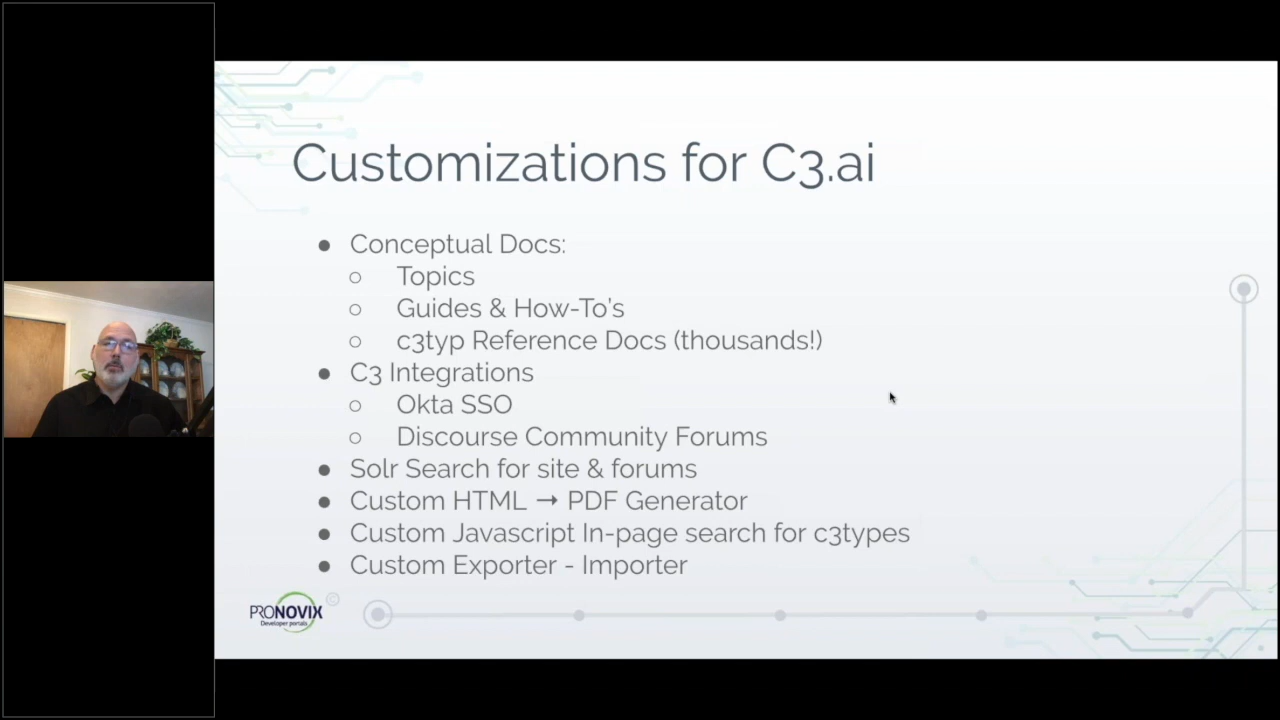 Customizations for C3.ai
● Conceptual Docs:
○ Topics
○ Guides & How-To's
○ c3typ Reference Docs (thousands!)
● C3 Integrations
○ Okta SSO
○ Discourse Community Forums
● Solr Search for site & forums
● Custom HTML → PDF Generator
● Custom Javascript In-page search for c3types
● Custom Exporter - Importer
PRONOVIX ©
Developer portals